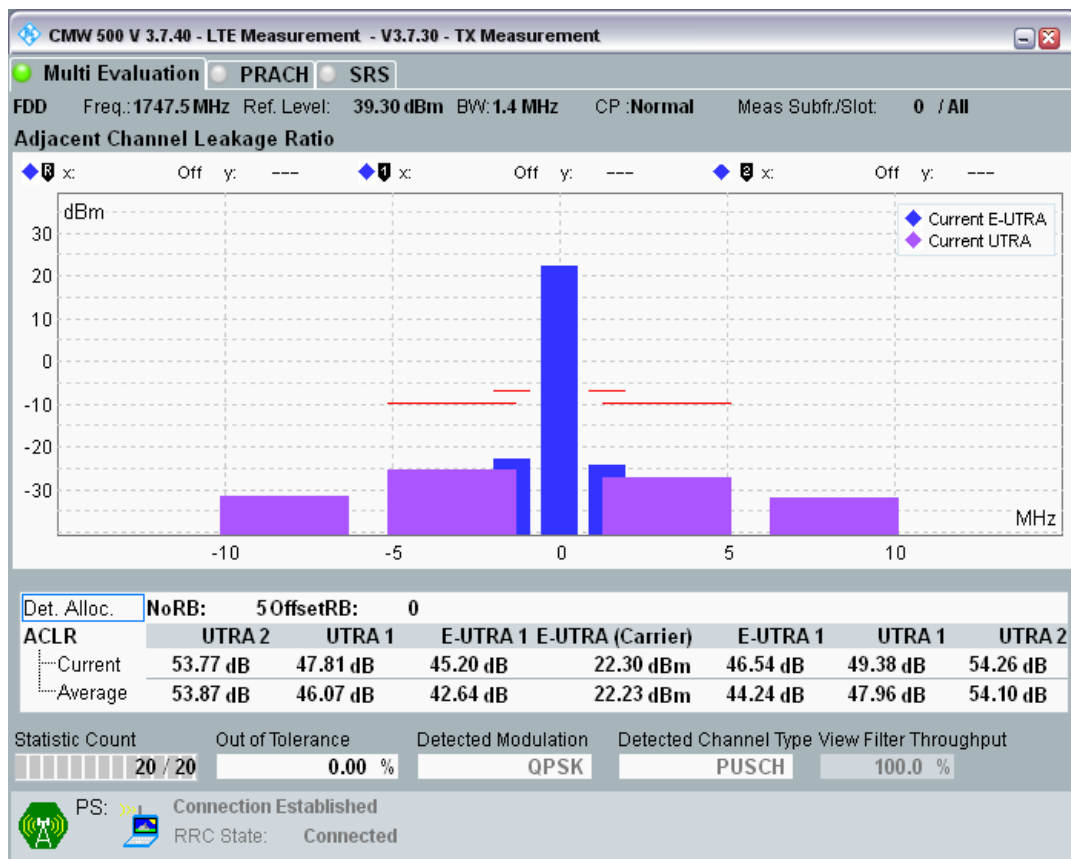 CMW 500 V 3.7.40 - LTE Measurement - V3.7.30 - TX Measurement
Multi Evaluation PRACH SRS
FDD Freq.: 1747.5 MHz Ref. Level: 39.30 dBm BW: 1.4 MHz CP :Normal Meas Subfr./Slot: 0 / All
Adjacent Channel Leakage Ratio
R x: Off y: --- 1 x: Off y: --- 2 x: Off y: ---
dBm
Current E-UTRA
Current UTRA
30
20
10
0
-10
-20
-30
MHz
-10 -5 0 5 10
Det. Alloc. NoRB: 5 OffsetRB: 0
ACLR UTRA 2 UTRA 1 E-UTRA 1 E-UTRA (Carrier) E-UTRA 1 UTRA 1 UTRA 2
Current 53.77 dB 47.81 dB 45.20 dB 22.30 dBm 46.54 dB 49.38 dB 54.26 dB
Average 53.87 dB 46.07 dB 42.64 dB 22.23 dBm 44.24 dB 47.96 dB 54.10 dB
Statistic Count Out of Tolerance Detected Modulation Detected Channel Type View Filter Throughput
20 / 20 0.00 % QPSK PUSCH 100.0 %
PS: Connection Established
RRC State: Connected